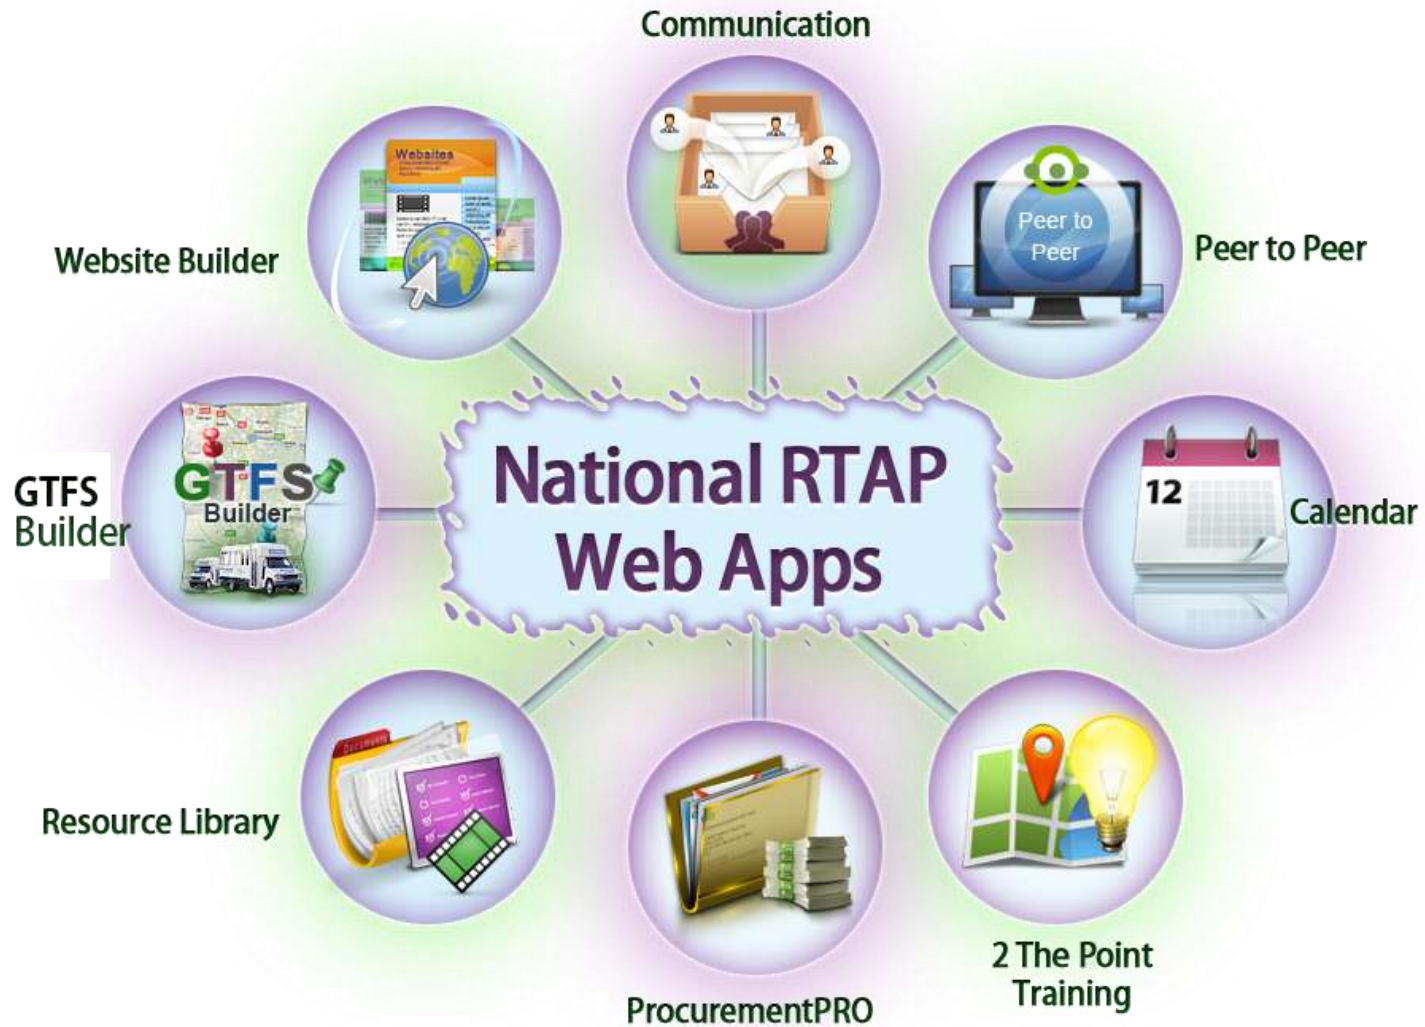 Communication
Websites
Peer to
Peer
Website Builder
Peer to Peer
GTFS
Builder
GTFS
Builder
National RTAP
Web Apps
12
Calendar
Documents
Resource Library
2 The Point
Training
ProcurementPRO